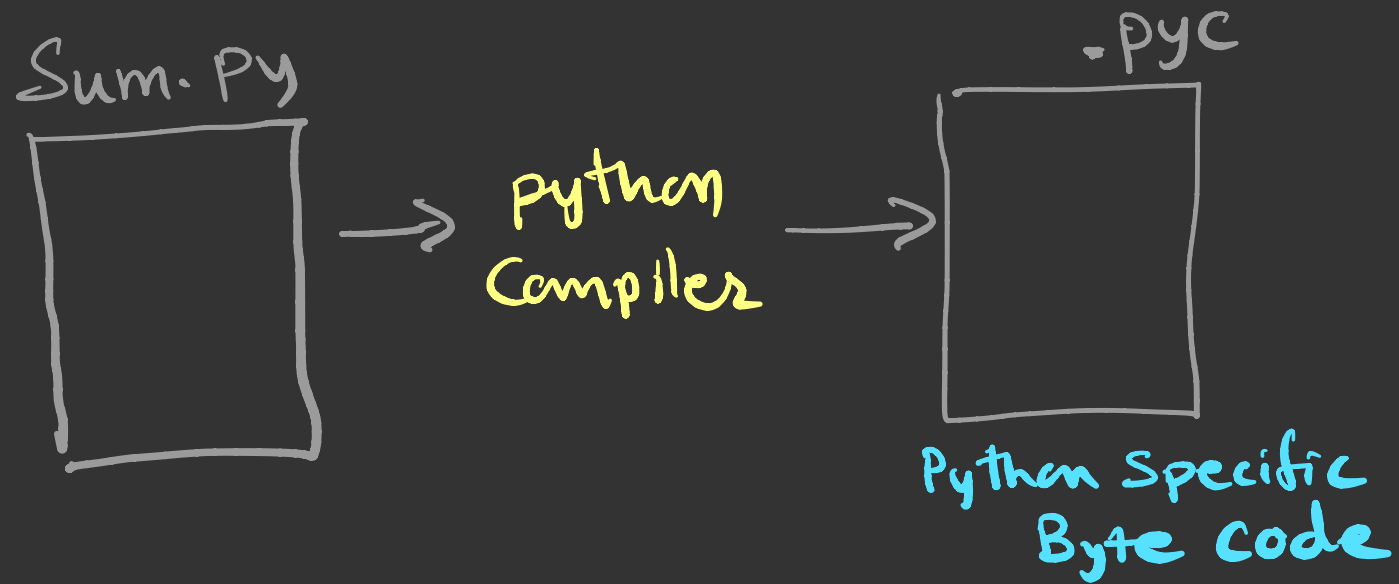 Sum.py
.pyc
Python
Compiler
Python Specific
Byte Code